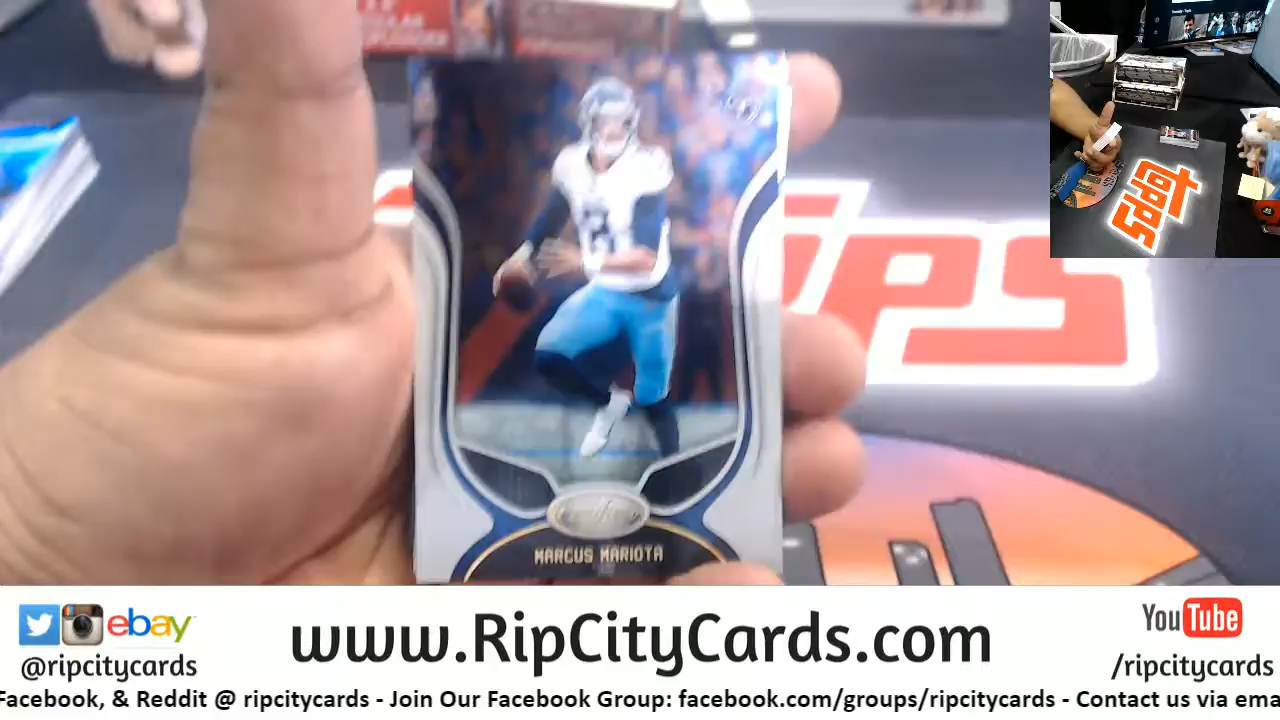 MARCUS MARIOTA
ebay
@ripcitycards
www.RipCityCards.com
YouTube
/ripcitycards
Facebook, & Reddit @ ripcitycards - Join Our Facebook Group: facebook.com/groups/ripcitycards - Contact us via ema